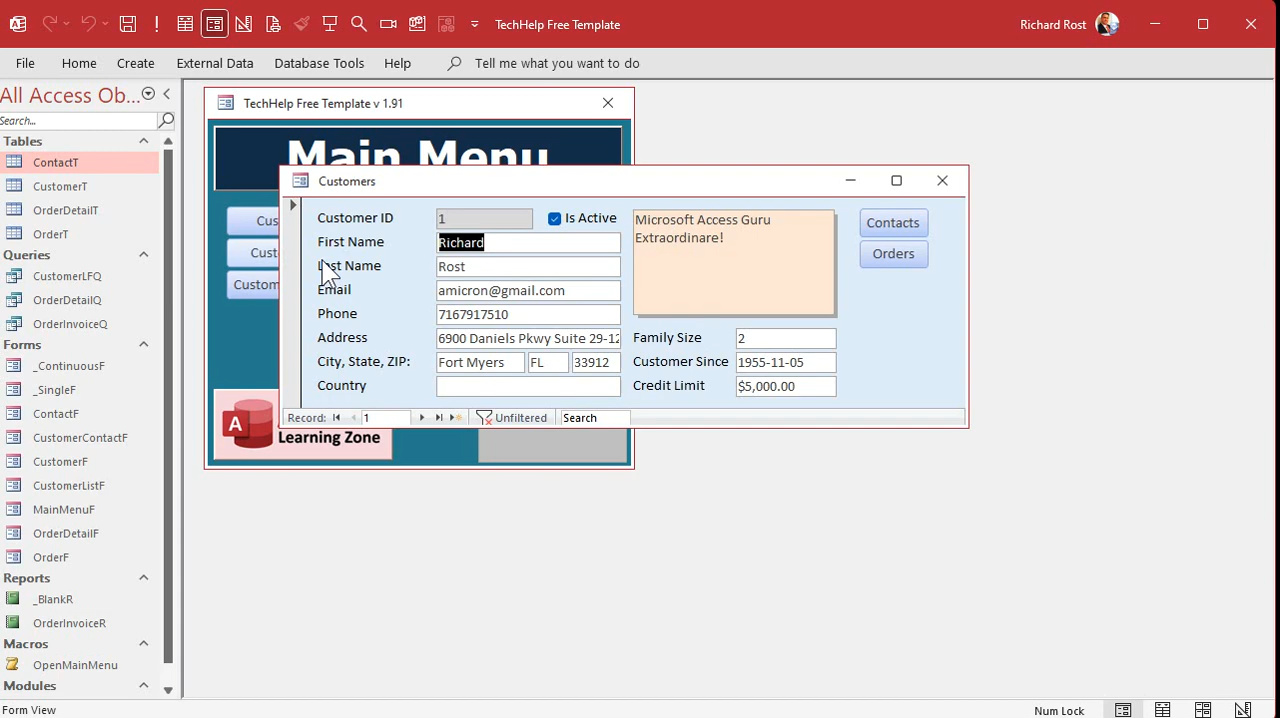 TechHelp Free Template
Richard Rost
File
Home
Create
External Data
Database Tools
Help
Tell me what you want to do
All Access Ob...
Search...
Tables
ContactT
CustomerT
OrderDetailT
OrderT
Queries
CustomerLFQ
OrderDetailQ
OrderInvoiceQ
Forms
_ContinuousF
_SingleF
ContactF
CustomerContactF
CustomerF
CustomerListF
MainMenuF
OrderDetailF
OrderF
Reports
_BlankR
OrderInvoiceR
Macros
OpenMainMenu
Modules
TechHelp Free Template v 1.91
Main Menu
Cus
Cust
Custom
A
Learning Zone
Customers
Customer ID 1 Is Active
First Name Richard
Last Name Rost
Email amicron@gmail.com
Phone 7167917510
Address 6900 Daniels Pkwy Suite 29-12
City, State, ZIP: Fort Myers FL 33912
Country
Microsoft Access Guru
Extraordinare!
Family Size 2
Customer Since 1955-11-05
Credit Limit $5,000.00
Contacts
Orders
Record: 1 Unfiltered Search
Form View
Num Lock